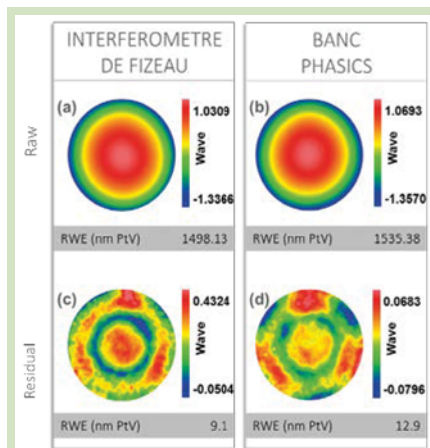 INTERFEROMETRE
DE FIZEAU
BANC
PHASICS
Raw
(a)
1.0309
Wave
-1.3366
(b)
1.0693
Wave
-1.3570
RWE (nm PtV) 1498.13
RWE (nm PtV) 1535.38
Residual
(c)
0.4324
Wave
-0.0504
(d)
0.0683
Wave
-0.0796
RWE (nm PtV) 9.1
RWE (nm PtV) 12.9